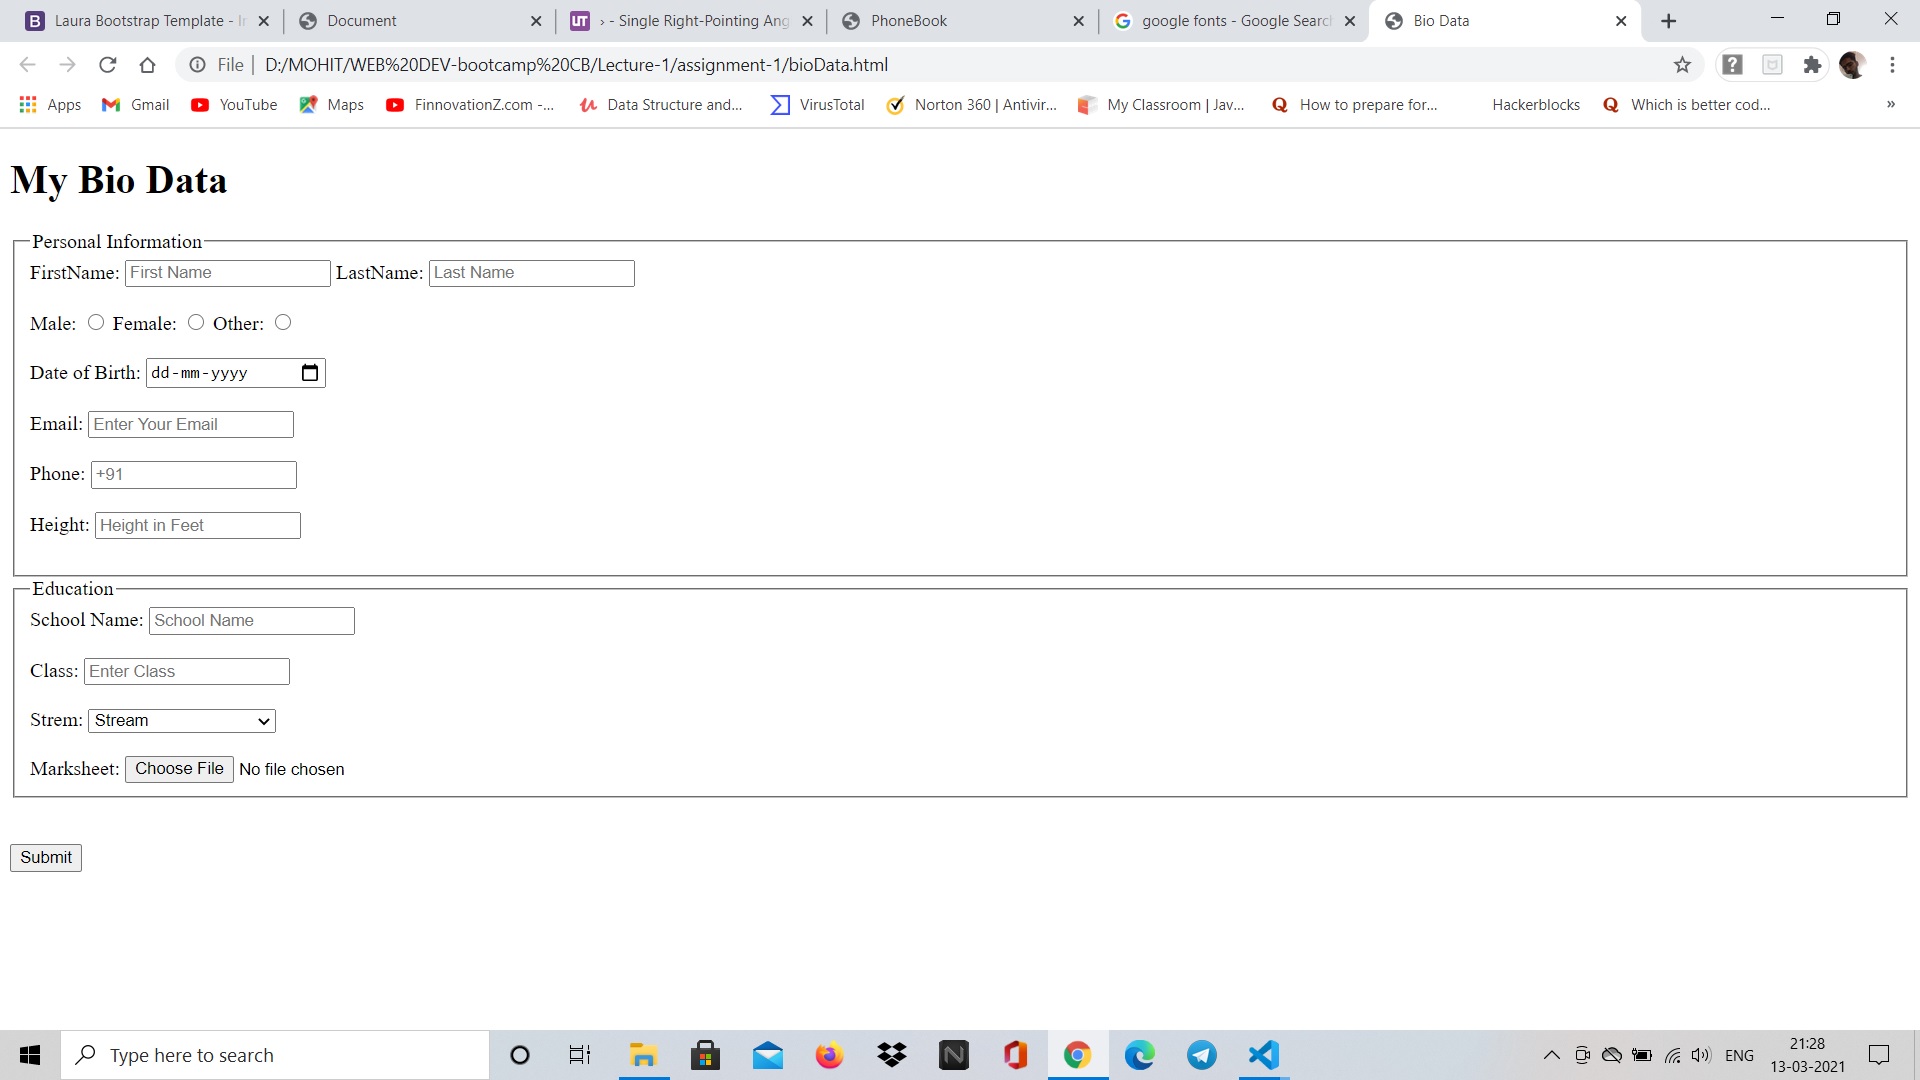 Laura Bootstrap Template - In
Document
UT › - Single Right-Pointing Ang
PhoneBook
google fonts - Google Search
Bio Data
File | D:/MOHIT/WEB%20DEV-bootcamp%20CB/Lecture-1/assignment-1/bioData.html
Apps Gmail YouTube Maps FinnovationZ.com -... Data Structure and... VirusTotal Norton 360 | Antivir... My Classroom | Jav... How to prepare for... Hackerblocks Which is better cod... »
My Bio Data
Personal Information
FirstName: First Name LastName: Last Name
Male: Female: Other:
Date of Birth: dd-mm-yyyy
Email: Enter Your Email
Phone: +91
Height: Height in Feet
Education
School Name: School Name
Class: Enter Class
Strem: Stream
Marksheet: Choose File No file chosen
Submit
Type here to search
ENG
21:28
13-03-2021